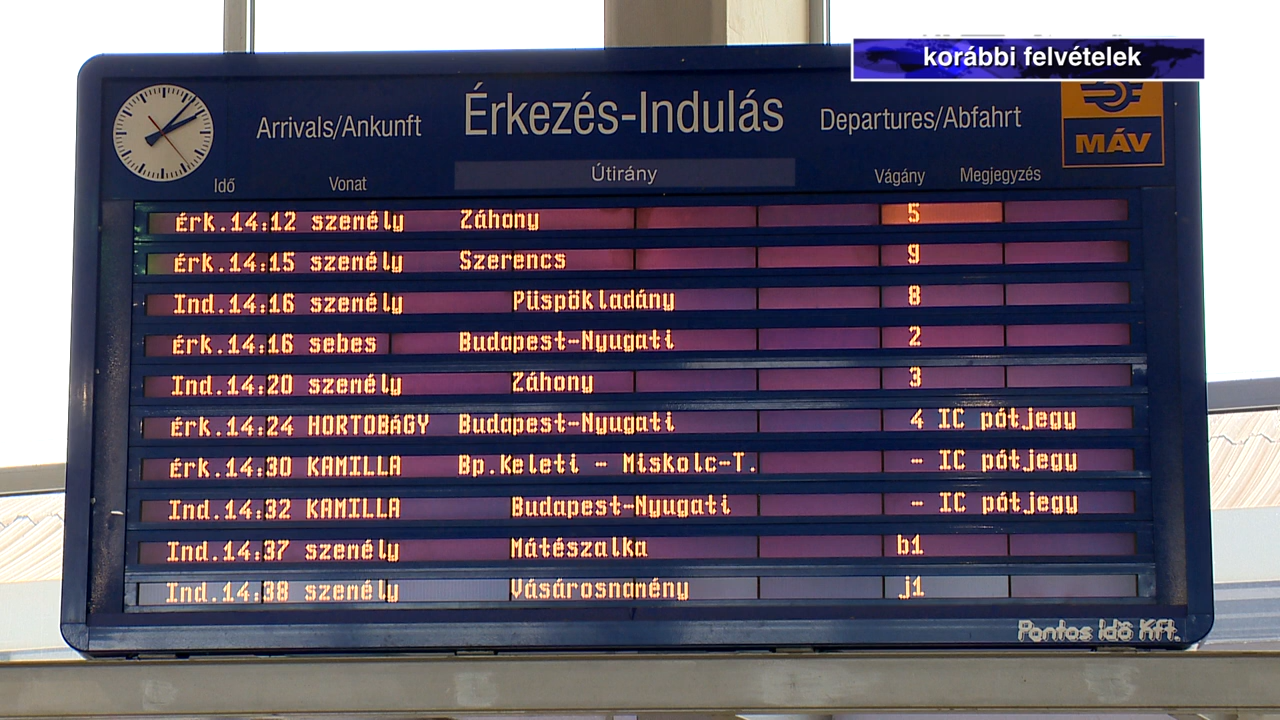 korábbi felvételek
Arrivals/Ankunft Érkezés-Indulás Departures/Abfahrt
MÁV
Idő Vonat Útirány Vágány Megjegyzés
Érk.14:12 személy Záhony 5
Érk.14:15 személy Szerencs 9
Ind.14:16 személy Püspökladány 8
Érk.14:16 sebes Budapest-Nyugati 2
Ind.14:20 személy Záhony 3
Érk.14:24 HORTOBÁGY Budapest-Nyugati 4 IC pótjegy
Érk.14:30 KAMILLA Bp.Keleti - Miskolc-T. - IC pótjegy
Ind.14:32 KAMILLA Budapest-Nyugati - IC pótjegy
Ind.14:37 személy Mátészalka b1
Ind.14:38 személy Vásárosnamény j1
Pontos Idő Kft.